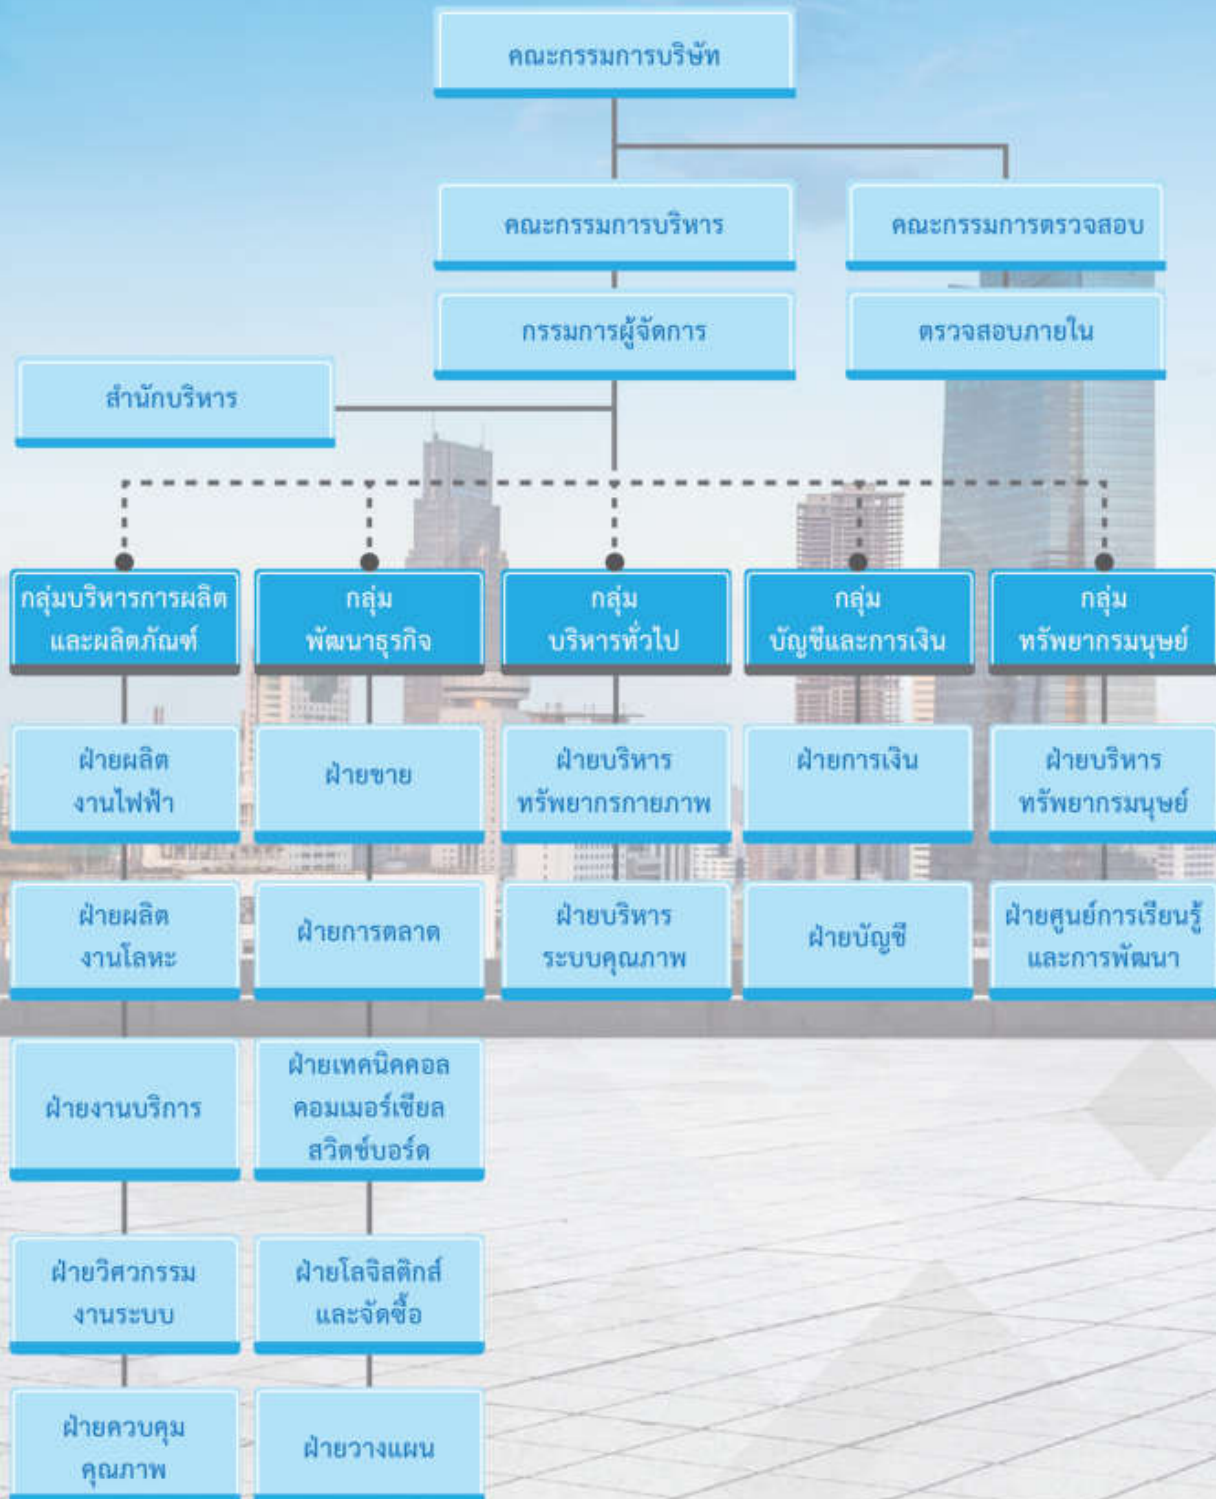 คณะกรรมการบริษัท
คณะกรรมการบริหาร
คณะกรรมการตรวจสอบ
กรรมการผู้จัดการ
ตรวจสอบภายใน
สำนักบริหาร
กลุ่มบริหารการผลิต
และผลิตภัณฑ์
กลุ่ม
พัฒนาธุรกิจ
กลุ่ม
บริหารทั่วไป
กลุ่ม
บัญชีและการเงิน
กลุ่ม
ทรัพยากรมนุษย์
ฝ่ายผลิต
งานไฟฟ้า
ฝ่ายขาย
ฝ่ายบริหาร
ทรัพยากรกายภาพ
ฝ่ายการเงิน
ฝ่ายบริหาร
ทรัพยากรมนุษย์
ฝ่ายผลิต
งานโลหะ
ฝ่ายการตลาด
ฝ่ายบริหาร
ระบบคุณภาพ
ฝ่ายบัญชี
ฝ่ายศูนย์การเรียนรู้
และการพัฒนา
ฝ่ายงานบริการ
ฝ่ายเทคนิคคอล
คอมเมอร์เชียล
สวิตช์บอร์ด
ฝ่ายวิศวกรรม
งานระบบ
ฝ่ายโลจิสติกส์
และจัดซื้อ
ฝ่ายควบคุม
คุณภาพ
ฝ่ายวางแผน